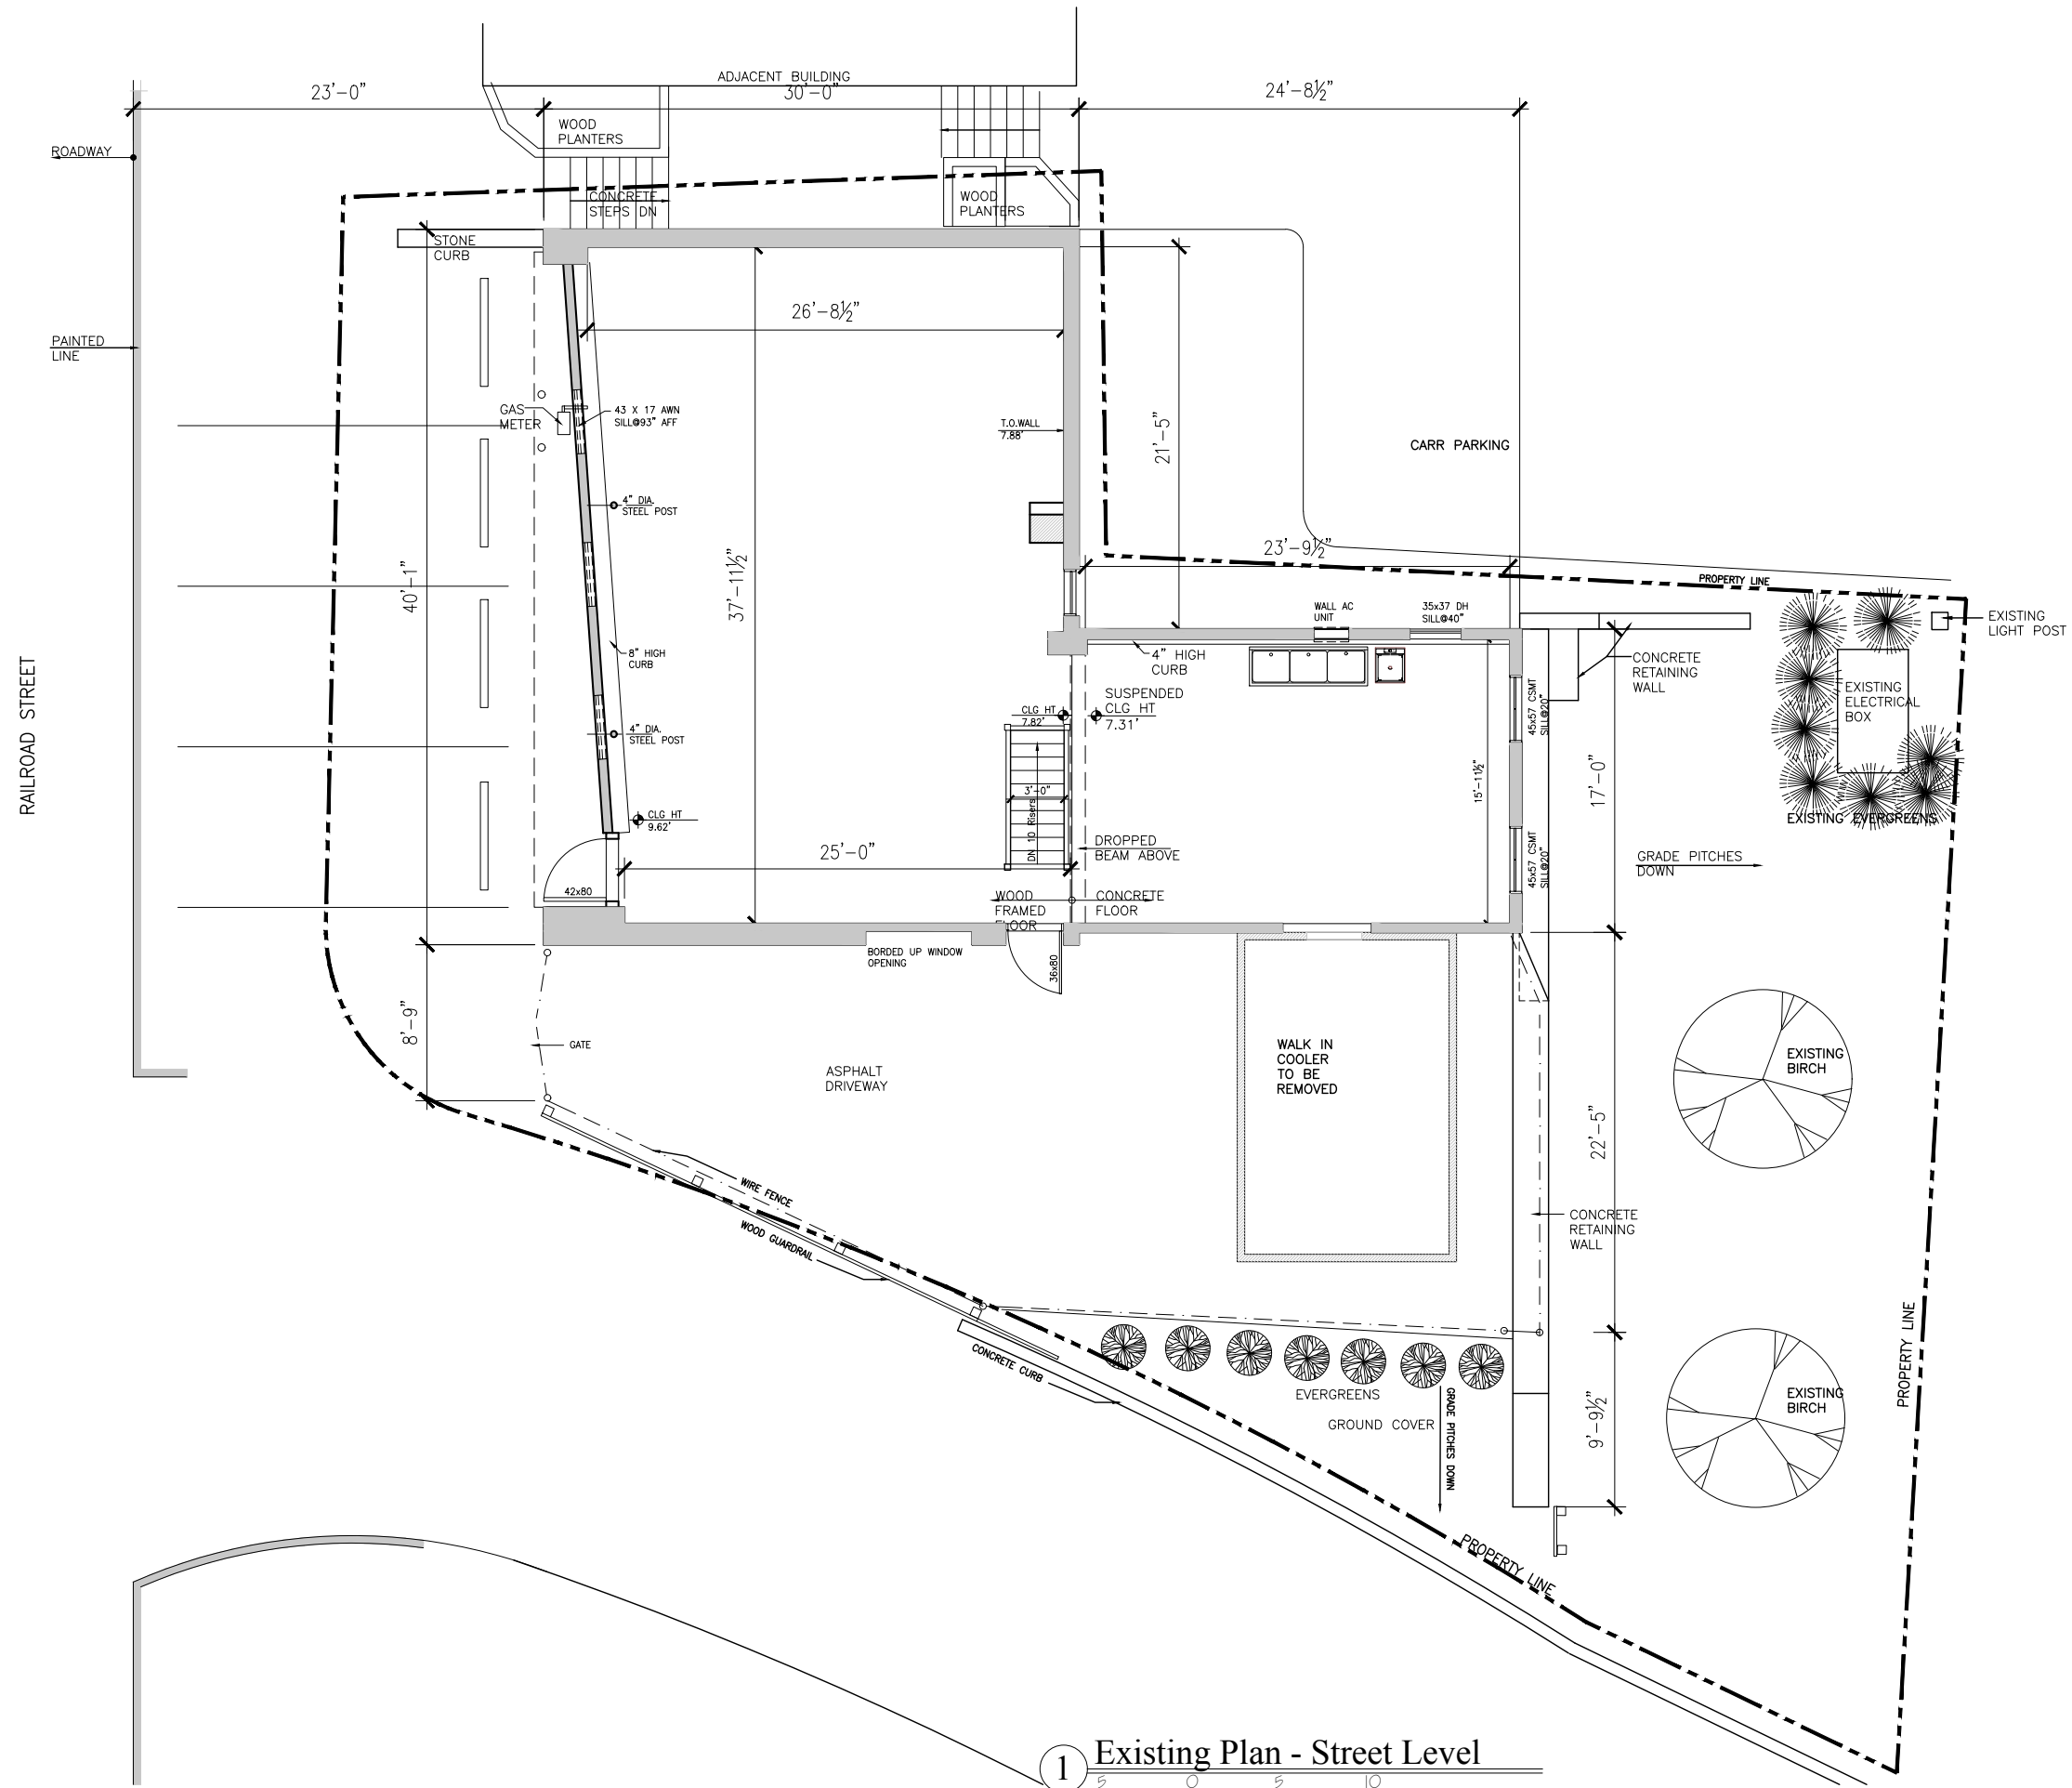 ADJACENT BUILDING
23'-0"
30'-0"
24'-8½"
WOOD
PLANTERS
ROADWAY
CONCRETE
STEPS DN
WOOD
PLANTERS
STONE
CURB
26'-8½"
PAINTED
LINE
GAS
METER
43 X 17 AWN
SILL@93" AFF
T.O.WALL
7.88'
21'-5"
CARR PARKING
4" DIA.
STEEL POST
40'-1"
37'-11½"
23'-9½"
PROPERTY LINE
WALL AC
UNIT
35x37 DH
SILL@40"
EXISTING
LIGHT POST
8" HIGH
CURB
4" HIGH
CURB
CONCRETE
RETAINING
WALL
RAILROAD STREET
SUSPENDED
CLG HT
7.31'
CLG HT
7.82'
45x57 CSMT
SILL@20"
EXISTING
ELECTRICAL
BOX
4" DIA.
STEEL POST
3'-0"
DN 10 Risers
15'-11½"
17'-0"
CLG HT
9.62'
EXISTING EVERGREENS
25'-0"
DROPPED
BEAM ABOVE
45x57 CSMT
SILL@20"
GRADE PITCHES
DOWN
42x80
WOOD
FRAMED
FLOOR
CONCRETE
FLOOR
BORDED UP WINDOW
OPENING
36x80
8'-9"
GATE
ASPHALT
DRIVEWAY
WALK IN
COOLER
TO BE
REMOVED
EXISTING
BIRCH
22'-5"
WIRE FENCE
WOOD GUARDRAIL
CONCRETE
RETAINING
WALL
CONCRETE CURB
PROPERTY LINE
EVERGREENS
GROUND COVER
GRADE PITCHES DOWN
9'-9½"
EXISTING
BIRCH
PROPERTY LINE
1 Existing Plan - Street Level
5 0 5 10